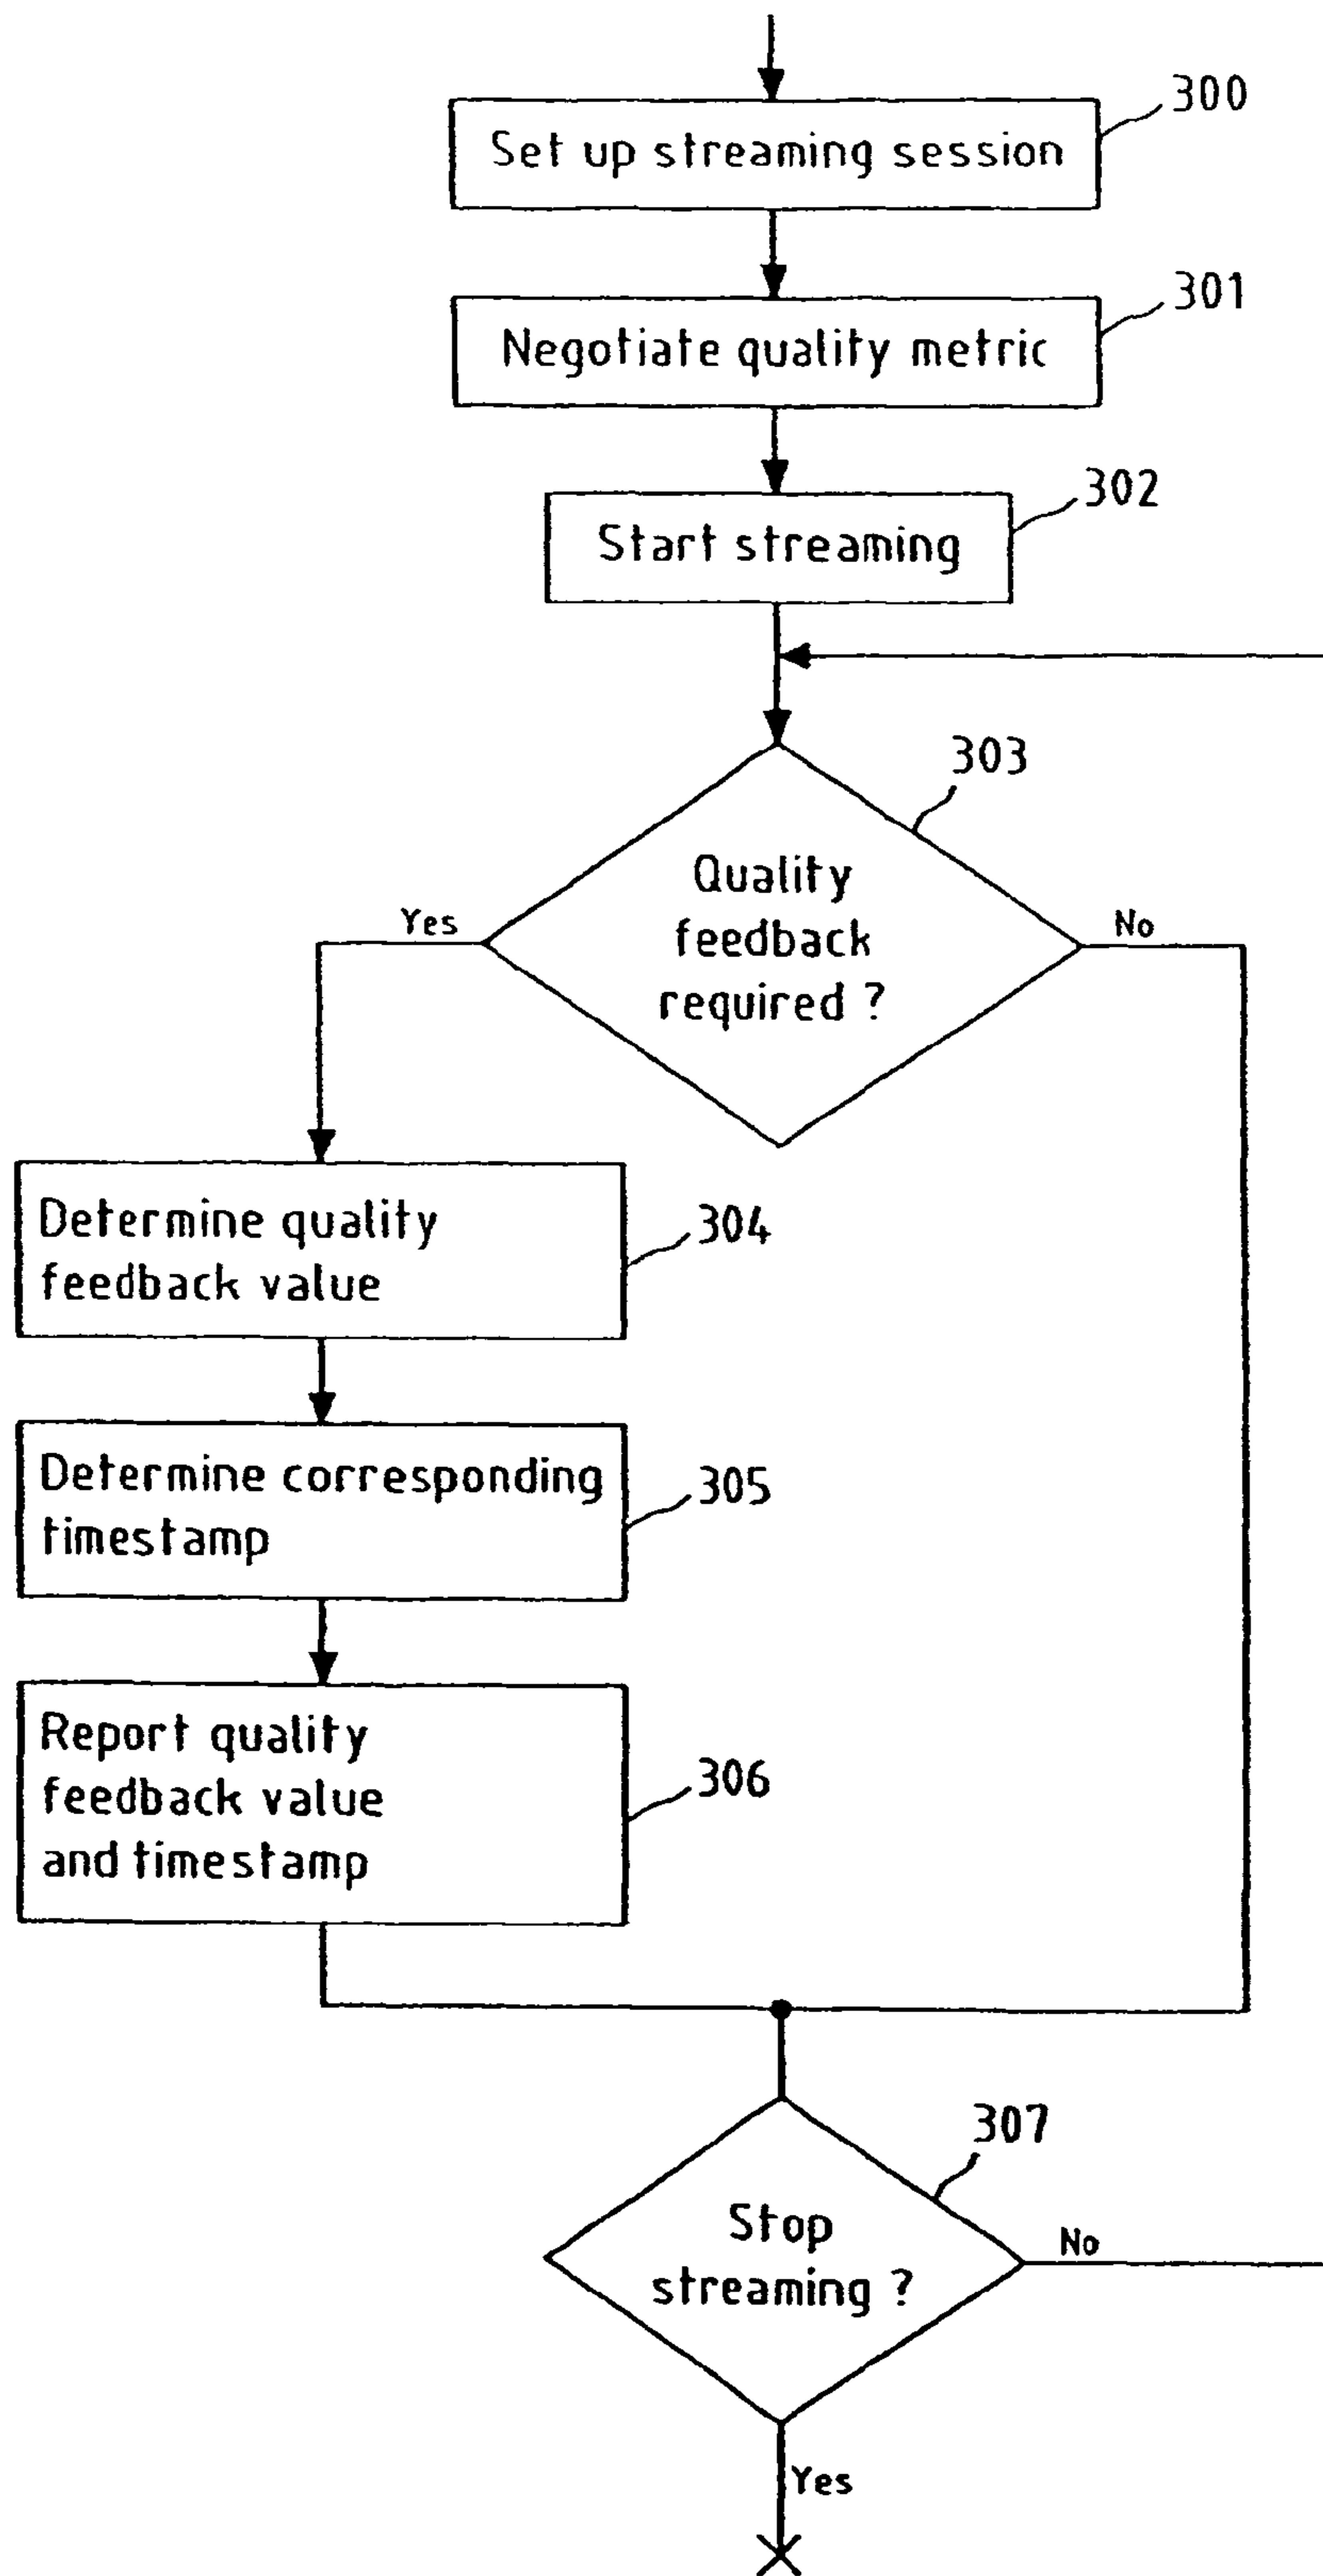 300
Set up streaming session
301
Negotiate quality metric
302
Start streaming
303
Quality
feedback
required ?
Yes
No
Determine quality
feedback value
304
Determine corresponding
timestamp
305
Report quality
feedback value
and timestamp
306
307
Stop
streaming ?
No
Yes